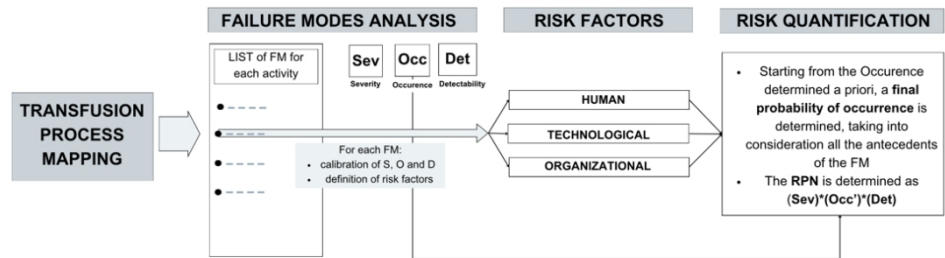 FAILURE MODES ANALYSIS
RISK FACTORS
RISK QUANTIFICATION
TRANSFUSION
PROCESS
MAPPING
LIST of FM for
each activity
Sev
Severity
Occ
Occurence
Det
Detectability
For each FM:
• calibration of S, O and D
• definition of risk factors
HUMAN
TECHNOLOGICAL
ORGANIZATIONAL
• Starting from the Occurence
determined a priori, a final
probability of occurrence is
determined, taking into
consideration all the antecedents
of the FM
• The RPN is determined as
(Sev)*(Occ')*(Det)